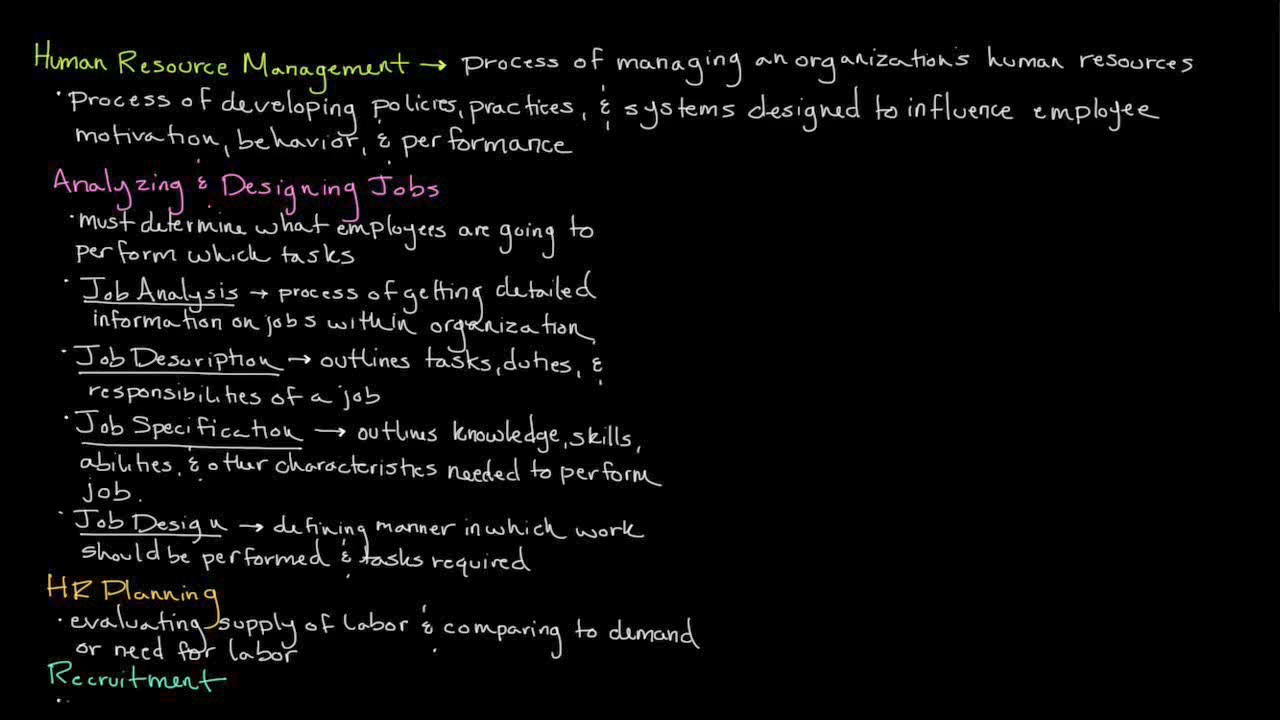 Human Resource Management → process of managing an organization's human resources
• process of developing policies, practices, & systems designed to influence employee
motivation, behavior, & performance
Analyzing & Designing Jobs
• must determine what employees are going to
perform which tasks
• Job Analysis → process of getting detailed
information on jobs within organization
• Job Description → outlines tasks, duties, &
responsibilities of a job
• Job Specification → outlines knowledge, skills,
abilities, & other characteristics needed to perform
job.
• Job Design → defining manner in which work
should be performed & tasks required
HR Planning
• evaluating supply of labor & comparing to demand
or need for labor
Recruitment